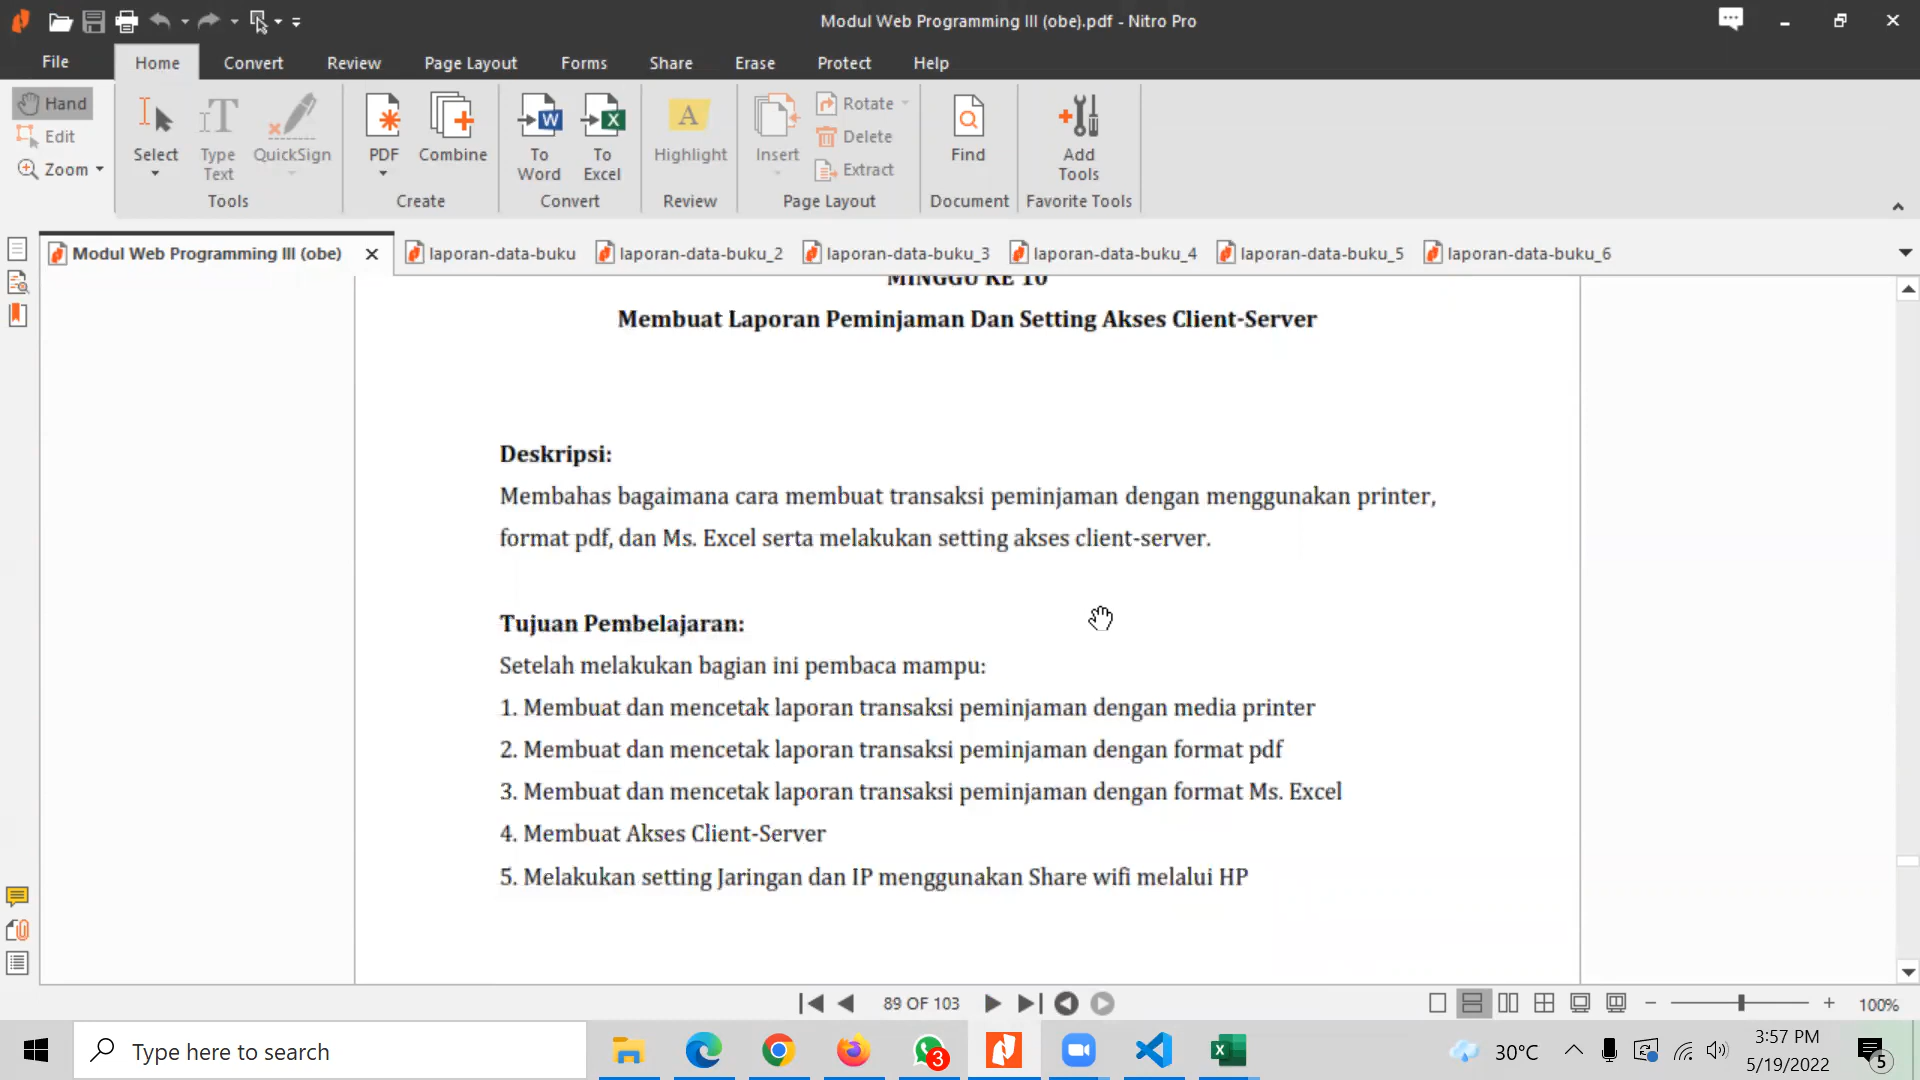 Modul Web Programming III (obe).pdf - Nitro Pro
File Home Convert Review Page Layout Forms Share Erase Protect Help
Hand
Edit
Zoom
Select
Type Text
QuickSign
Tools
PDF
Combine
Create
To Word
To Excel
Convert
Highlight
Review
Insert
Rotate
Delete
Extract
Page Layout
Find
Document
Add Tools
Favorite Tools
Modul Web Programming III (obe) laporan-data-buku laporan-data-buku_2 laporan-data-buku_3 laporan-data-buku_4 laporan-data-buku_5 laporan-data-buku_6
MINGGU KE 10
Membuat Laporan Peminjaman Dan Setting Akses Client-Server
Deskripsi:
Membahas bagaimana cara membuat transaksi peminjaman dengan menggunakan printer,
format pdf, dan Ms. Excel serta melakukan setting akses client-server.
Tujuan Pembelajaran:
Setelah melakukan bagian ini pembaca mampu:
1. Membuat dan mencetak laporan transaksi peminjaman dengan media printer
2. Membuat dan mencetak laporan transaksi peminjaman dengan format pdf
3. Membuat dan mencetak laporan transaksi peminjaman dengan format Ms. Excel
4. Membuat Akses Client-Server
5. Melakukan setting Jaringan dan IP menggunakan Share wifi melalui HP
89 OF 103
100%
Type here to search
3
30°C
3:57 PM
5/19/2022
5